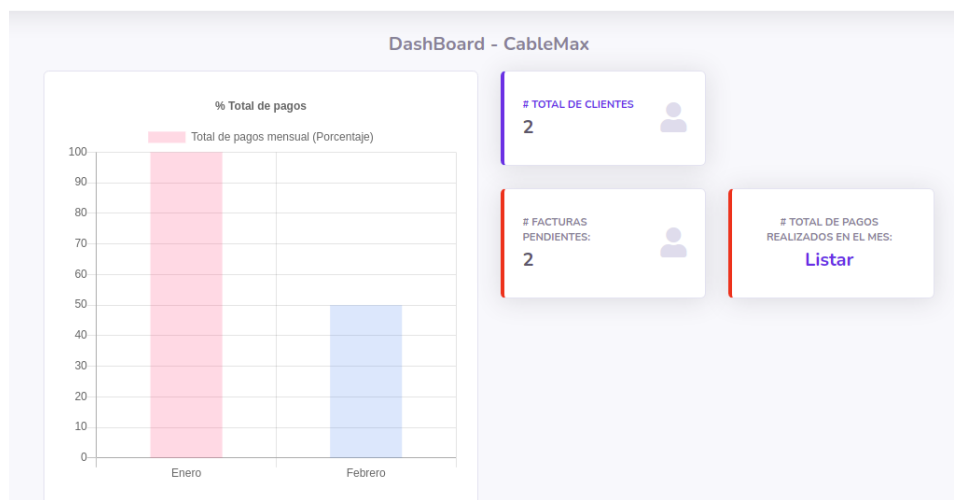 DashBoard - CableMax
% Total de pagos
Total de pagos mensual (Porcentaje)
100
90
80
70
60
50
40
30
20
10
0
Enero
Febrero
# TOTAL DE CLIENTES
2
# FACTURAS
PENDIENTES:
2
# TOTAL DE PAGOS
REALIZADOS EN EL MES:
Listar